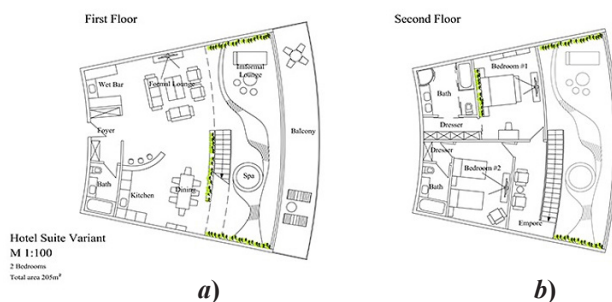 First Floor
Wet Bar
Formal Lounge
Informal
Lounge
Foyer
Balcony
Bath
Kitchen
Dining
Spa
Hotel Suite Variant
M 1:100
2 Bedrooms
Total area 205m²
a)
Second Floor
Bedroom #1
Bath
Dresser
Dresser
Bedroom #2
Bath
Empore
b)